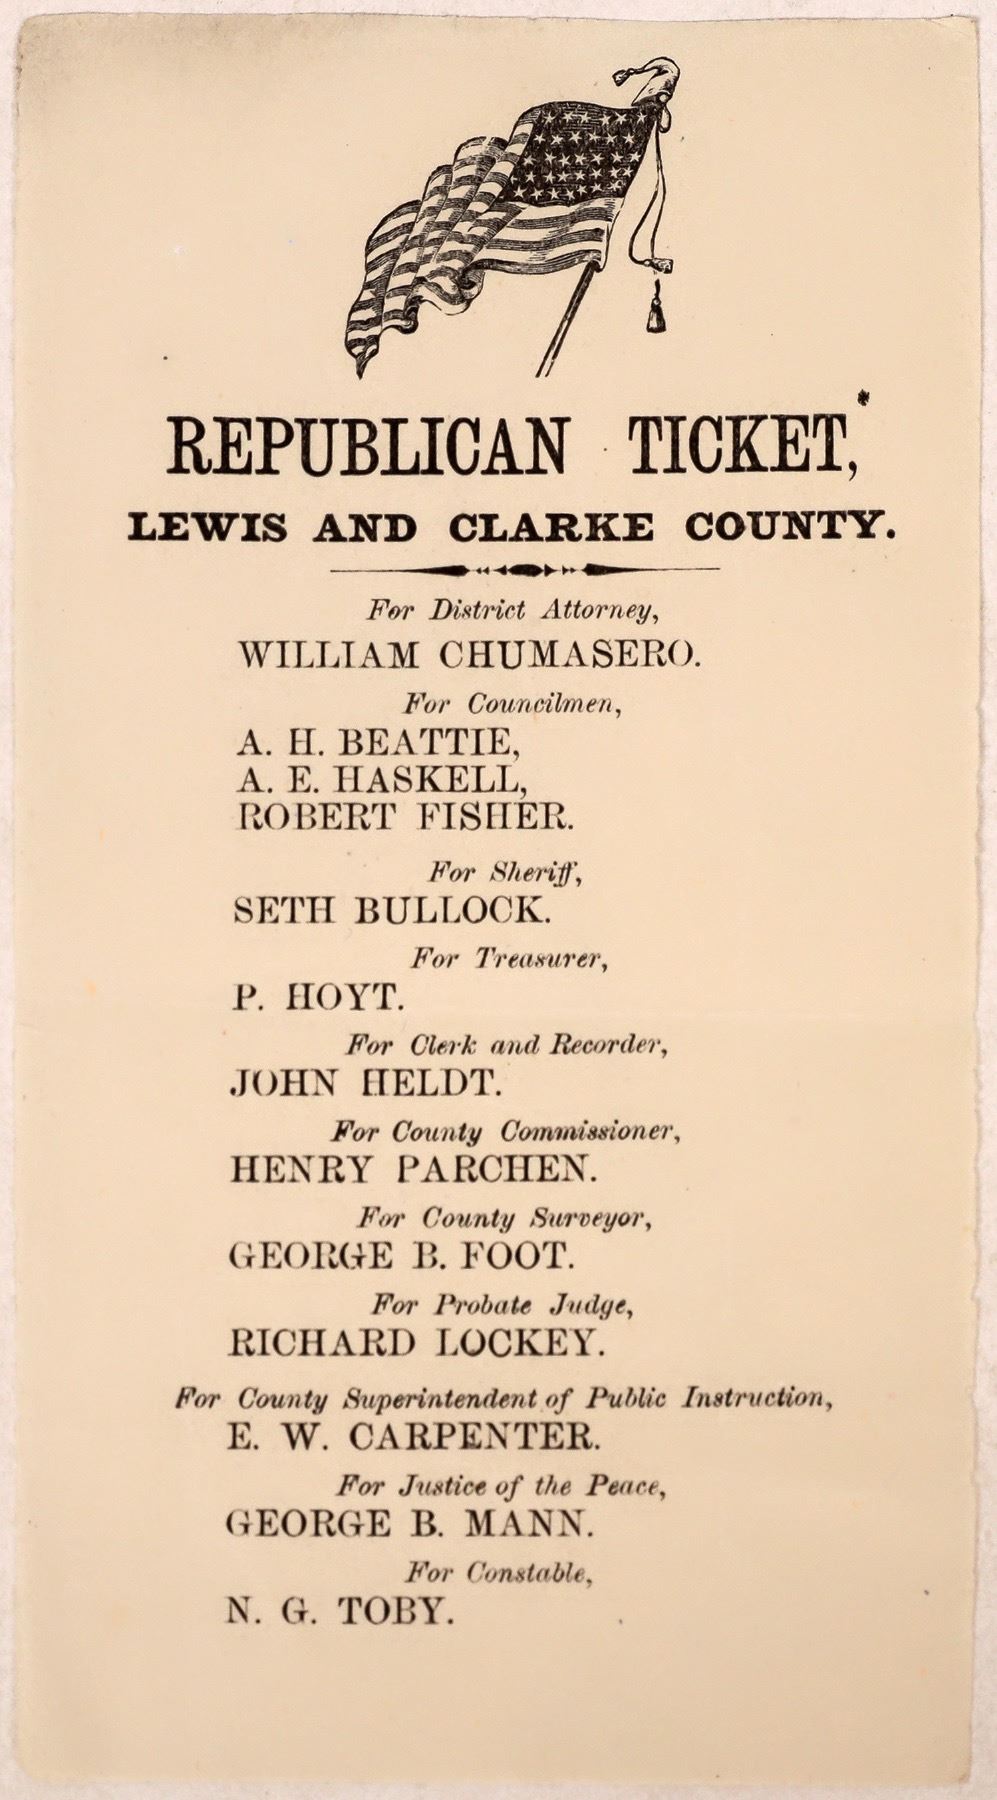 REPUBLICAN TICKET,
LEWIS AND CLARKE COUNTY.
For District Attorney,
WILLIAM CHUMASERO.
For Councilmen,
A. H. BEATTIE,
A. E. HASKELL,
ROBERT FISHER.
For Sheriff,
SETH BULLOCK.
For Treasurer,
P. HOYT.
For Clerk and Recorder,
JOHN HELDT.
For County Commissioner,
HENRY PARCHEN.
For County Surveyor,
GEORGE B. FOOT.
For Probate Judge,
RICHARD LOCKEY.
For County Superintendent of Public Instruction,
E. W. CARPENTER.
For Justice of the Peace,
GEORGE B. MANN.
For Constable,
N. G. TOBY.